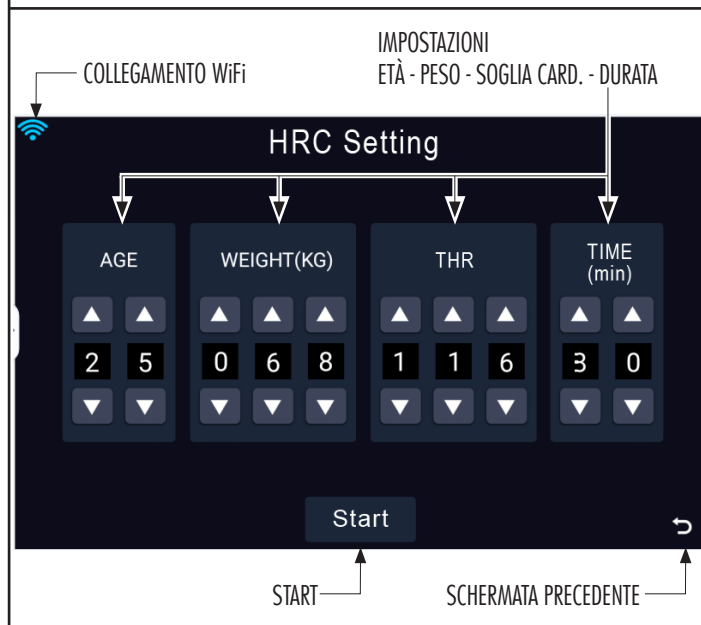 IMPOSTAZIONI
COLLEGAMENTO WiFi
ETÀ - PESO - SOGLIA CARD. - DURATA
HRC Setting
AGE
WEIGHT(KG)
THR
TIME
(min)
2 5
0 6 8
1 1 6
3 0
Start
START
SCHERMATA PRECEDENTE